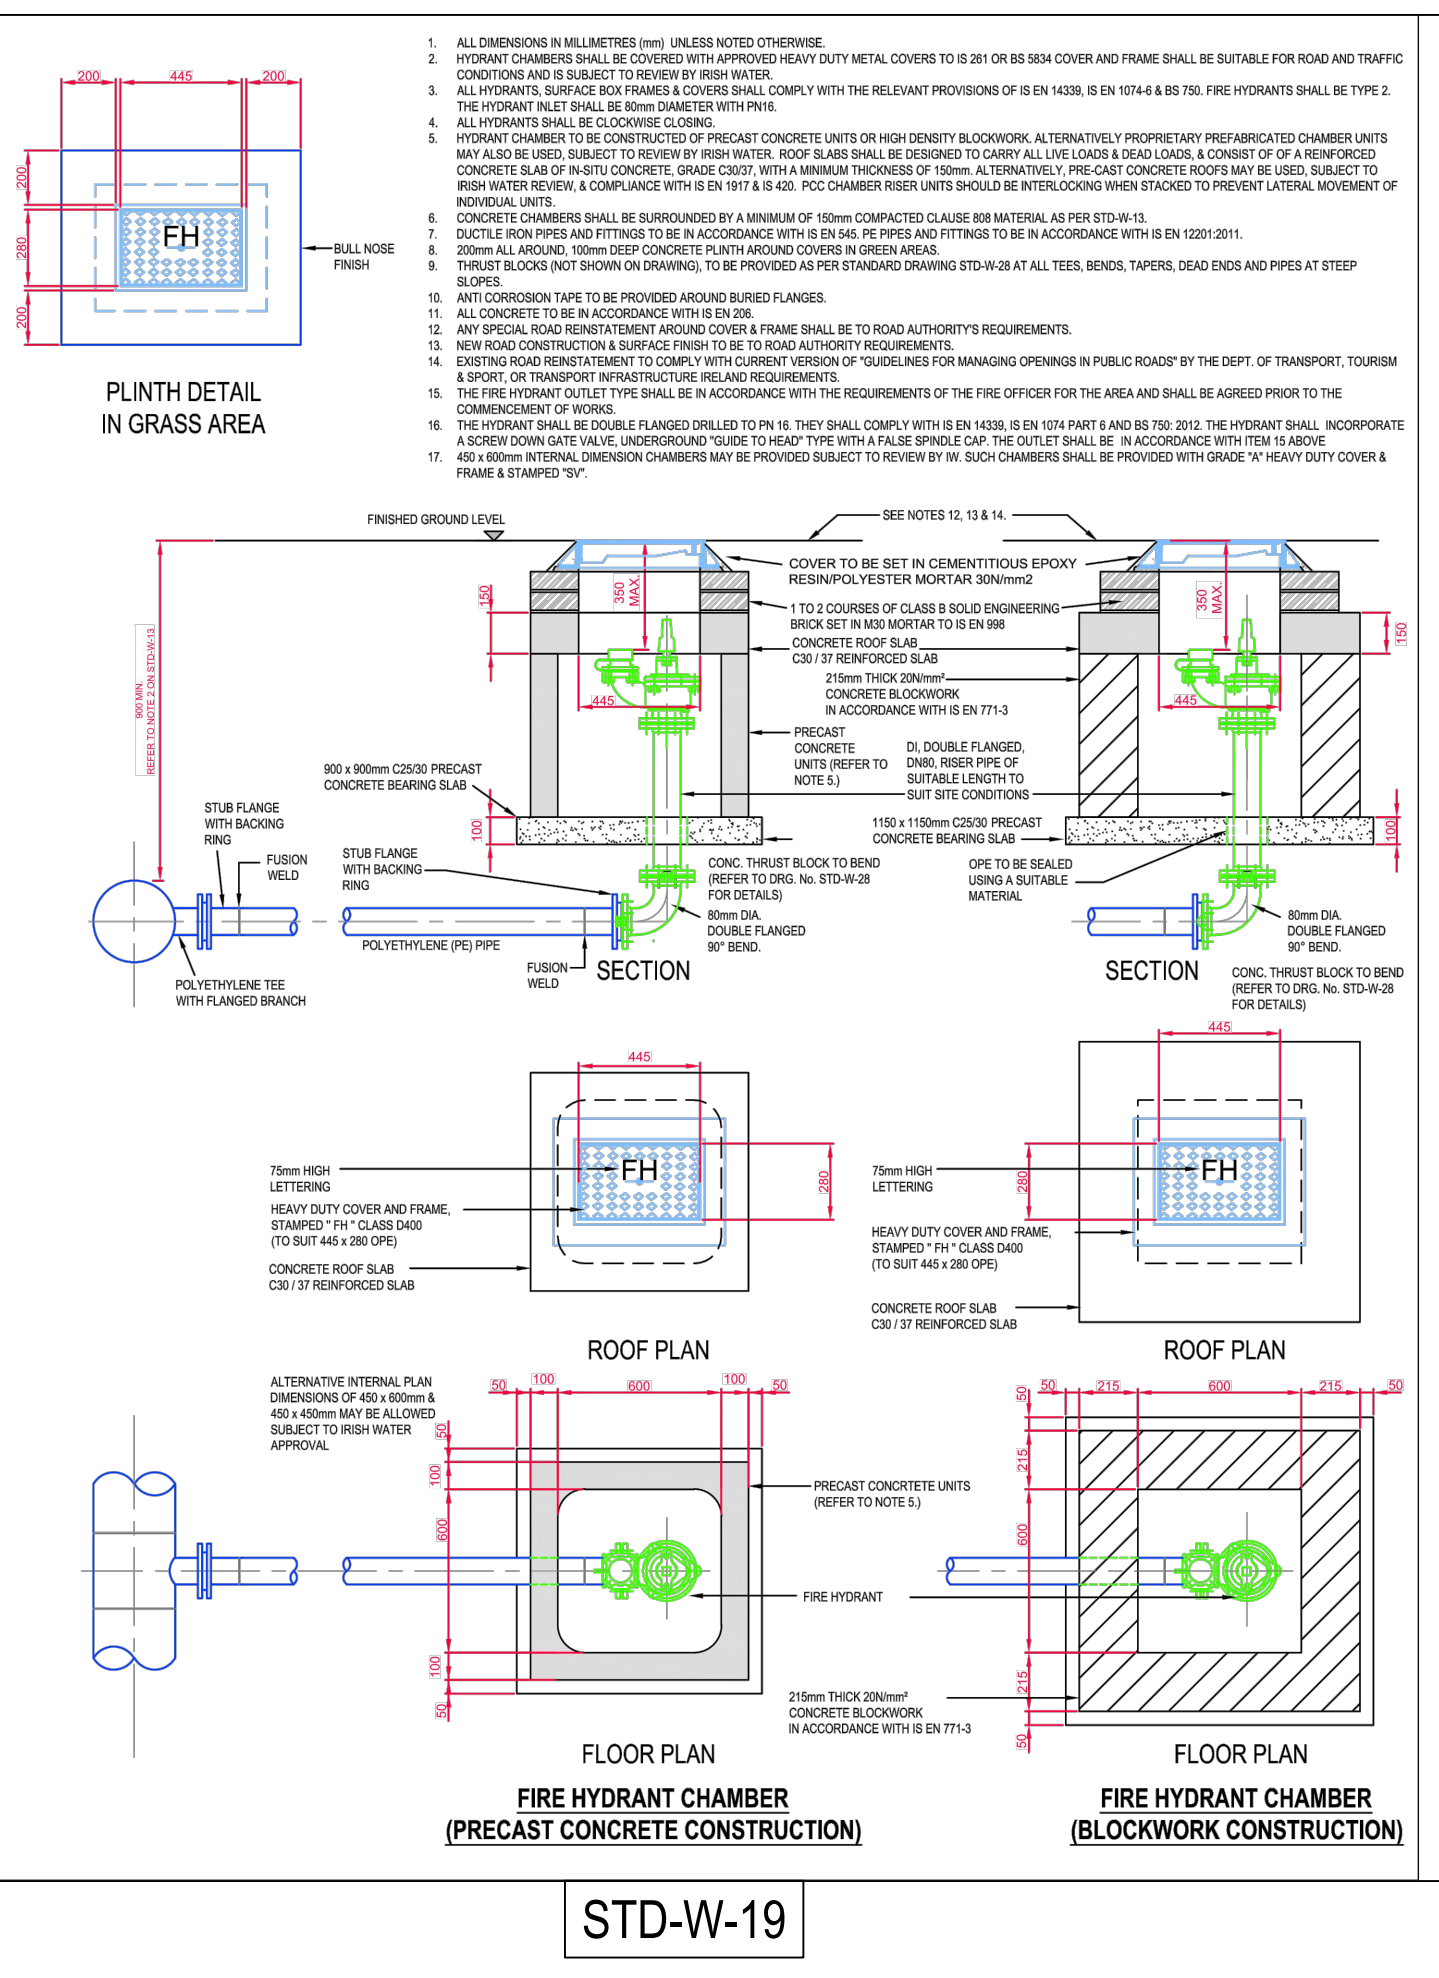 1. ALL DIMENSIONS IN MILLIMETRES (mm) UNLESS NOTED OTHERWISE.
2. HYDRANT CHAMBERS SHALL BE COVERED WITH APPROVED HEAVY DUTY METAL COVERS TO IS 261 OR BS 5834 COVER AND FRAME SHALL BE SUITABLE FOR ROAD AND TRAFFIC
CONDITIONS AND IS SUBJECT TO REVIEW BY IRISH WATER.
3. ALL HYDRANTS, SURFACE BOX FRAMES & COVERS SHALL COMPLY WITH THE RELEVANT PROVISIONS OF IS EN 14339, IS EN 1074-6 & BS 750. FIRE HYDRANTS SHALL BE TYPE 2.
THE HYDRANT INLET SHALL BE 80mm DIAMETER WITH PN16.
4. ALL HYDRANTS SHALL BE CLOCKWISE CLOSING.
5. HYDRANT CHAMBER TO BE CONSTRUCTED OF PRECAST CONCRETE UNITS OR HIGH DENSITY BLOCKWORK. ALTERNATIVELY PROPRIETARY PREFABRICATED CHAMBER UNITS
MAY ALSO BE USED, SUBJECT TO REVIEW BY IRISH WATER. ROOF SLABS SHALL BE DESIGNED TO CARRY ALL LIVE LOADS & DEAD LOADS, & CONSIST OF OF A REINFORCED
CONCRETE SLAB OF IN-SITU CONCRETE, GRADE C30/37, WITH A MINIMUM THICKNESS OF 150mm. ALTERNATIVELY, PRE-CAST CONCRETE ROOFS MAY BE USED, SUBJECT TO
IRISH WATER REVIEW, & COMPLIANCE WITH IS EN 1917 & IS 420. PCC CHAMBER RISER UNITS SHOULD BE INTERLOCKING WHEN STACKED TO PREVENT LATERAL MOVEMENT OF
INDIVIDUAL UNITS.
6. CONCRETE CHAMBERS SHALL BE SURROUNDED BY A MINIMUM OF 150mm COMPACTED CLAUSE 808 MATERIAL AS PER STD-W-13.
7. DUCTILE IRON PIPES AND FITTINGS TO BE IN ACCORDANCE WITH IS EN 545. PE PIPES AND FITTINGS TO BE IN ACCORDANCE WITH IS EN 12201:2011.
8. 200mm ALL AROUND, 100mm DEEP CONCRETE PLINTH AROUND COVERS IN GREEN AREAS.
9. THRUST BLOCKS (NOT SHOWN ON DRAWING), TO BE PROVIDED AS PER STANDARD DRAWING STD-W-28 AT ALL TEES, BENDS, TAPERS, DEAD ENDS AND PIPES AT STEEP
SLOPES.
10. ANTI CORROSION TAPE TO BE PROVIDED AROUND BURIED FLANGES.
11. ALL CONCRETE TO BE IN ACCORDANCE WITH IS EN 206.
12. ANY SPECIAL ROAD REINSTATEMENT AROUND COVER & FRAME SHALL BE TO ROAD AUTHORITY'S REQUIREMENTS.
13. NEW ROAD CONSTRUCTION & SURFACE FINISH TO BE TO ROAD AUTHORITY REQUIREMENTS.
14. EXISTING ROAD REINSTATEMENT TO COMPLY WITH CURRENT VERSION OF "GUIDELINES FOR MANAGING OPENINGS IN PUBLIC ROADS" BY THE DEPT. OF TRANSPORT, TOURISM
& SPORT, OR TRANSPORT INFRASTRUCTURE IRELAND REQUIREMENTS.
15. THE FIRE HYDRANT OUTLET TYPE SHALL BE IN ACCORDANCE WITH THE REQUIREMENTS OF THE FIRE OFFICER FOR THE AREA AND SHALL BE AGREED PRIOR TO THE
COMMENCEMENT OF WORKS.
16. THE HYDRANT SHALL BE DOUBLE FLANGED DRILLED TO PN 16. THEY SHALL COMPLY WITH IS EN 14339, IS EN 1074 PART 6 AND BS 750: 2012. THE HYDRANT SHALL INCORPORATE
A SCREW DOWN GATE VALVE, UNDERGROUND "GUIDE TO HEAD" TYPE WITH A FALSE SPINDLE CAP. THE OUTLET SHALL BE IN ACCORDANCE WITH ITEM 15 ABOVE
17. 450 x 600mm INTERNAL DIMENSION CHAMBERS MAY BE PROVIDED SUBJECT TO REVIEW BY IW. SUCH CHAMBERS SHALL BE PROVIDED WITH GRADE "A" HEAVY DUTY COVER &
FRAME & STAMPED "SV".
200 445 200
200
280
200
FH
BULL NOSE
FINISH
PLINTH DETAIL
IN GRASS AREA
FINISHED GROUND LEVEL
SEE NOTES 12, 13 & 14.
COVER TO BE SET IN CEMENTITIOUS EPOXY
RESIN/POLYESTER MORTAR 30N/mm2
1 TO 2 COURSES OF CLASS B SOLID ENGINEERING
BRICK SET IN M30 MORTAR TO IS EN 998
CONCRETE ROOF SLAB
C30 / 37 REINFORCED SLAB
215mm THICK 20N/mm²
CONCRETE BLOCKWORK
IN ACCORDANCE WITH IS EN 771-3
PRECAST
CONCRETE
UNITS (REFER TO
NOTE 5.)
DI, DOUBLE FLANGED,
DN80, RISER PIPE OF
SUITABLE LENGTH TO
SUIT SITE CONDITIONS
150
350
MAX.
445
100
350
MAX.
445
150
100
900 MIN.
REFER TO NOTE 2 ON STD-W-13
900 x 900mm C25/30 PRECAST
CONCRETE BEARING SLAB
1150 x 1150mm C25/30 PRECAST
CONCRETE BEARING SLAB
STUB FLANGE
WITH BACKING
RING
FUSION
WELD
STUB FLANGE
WITH BACKING
RING
CONC. THRUST BLOCK TO BEND
(REFER TO DRG. No. STD-W-28
FOR DETAILS)
OPE TO BE SEALED
USING A SUITABLE
MATERIAL
80mm DIA.
DOUBLE FLANGED
90° BEND.
80mm DIA.
DOUBLE FLANGED
90° BEND.
POLYETHYLENE (PE) PIPE
FUSION
WELD
POLYETHYLENE TEE
WITH FLANGED BRANCH
SECTION
SECTION
CONC. THRUST BLOCK TO BEND
(REFER TO DRG. No. STD-W-28
FOR DETAILS)
445
280
FH
75mm HIGH
LETTERING
HEAVY DUTY COVER AND FRAME,
STAMPED " FH " CLASS D400
(TO SUIT 445 x 280 OPE)
CONCRETE ROOF SLAB
C30 / 37 REINFORCED SLAB
ROOF PLAN
445
280
FH
75mm HIGH
LETTERING
HEAVY DUTY COVER AND FRAME,
STAMPED " FH " CLASS D400
(TO SUIT 445 x 280 OPE)
CONCRETE ROOF SLAB
C30 / 37 REINFORCED SLAB
ROOF PLAN
ALTERNATIVE INTERNAL PLAN
DIMENSIONS OF 450 x 600mm &
450 x 450mm MAY BE ALLOWED
SUBJECT TO IRISH WATER
APPROVAL
50 100 600 100 50
50
100
600
100
50
PRECAST CONCRTETE UNITS
(REFER TO NOTE 5.)
FIRE HYDRANT
50 215 600 215 50
50
215
600
215
50
215mm THICK 20N/mm²
CONCRETE BLOCKWORK
IN ACCORDANCE WITH IS EN 771-3
FLOOR PLAN
FLOOR PLAN
FIRE HYDRANT CHAMBER
(PRECAST CONCRETE CONSTRUCTION)
FIRE HYDRANT CHAMBER
(BLOCKWORK CONSTRUCTION)
STD-W-19